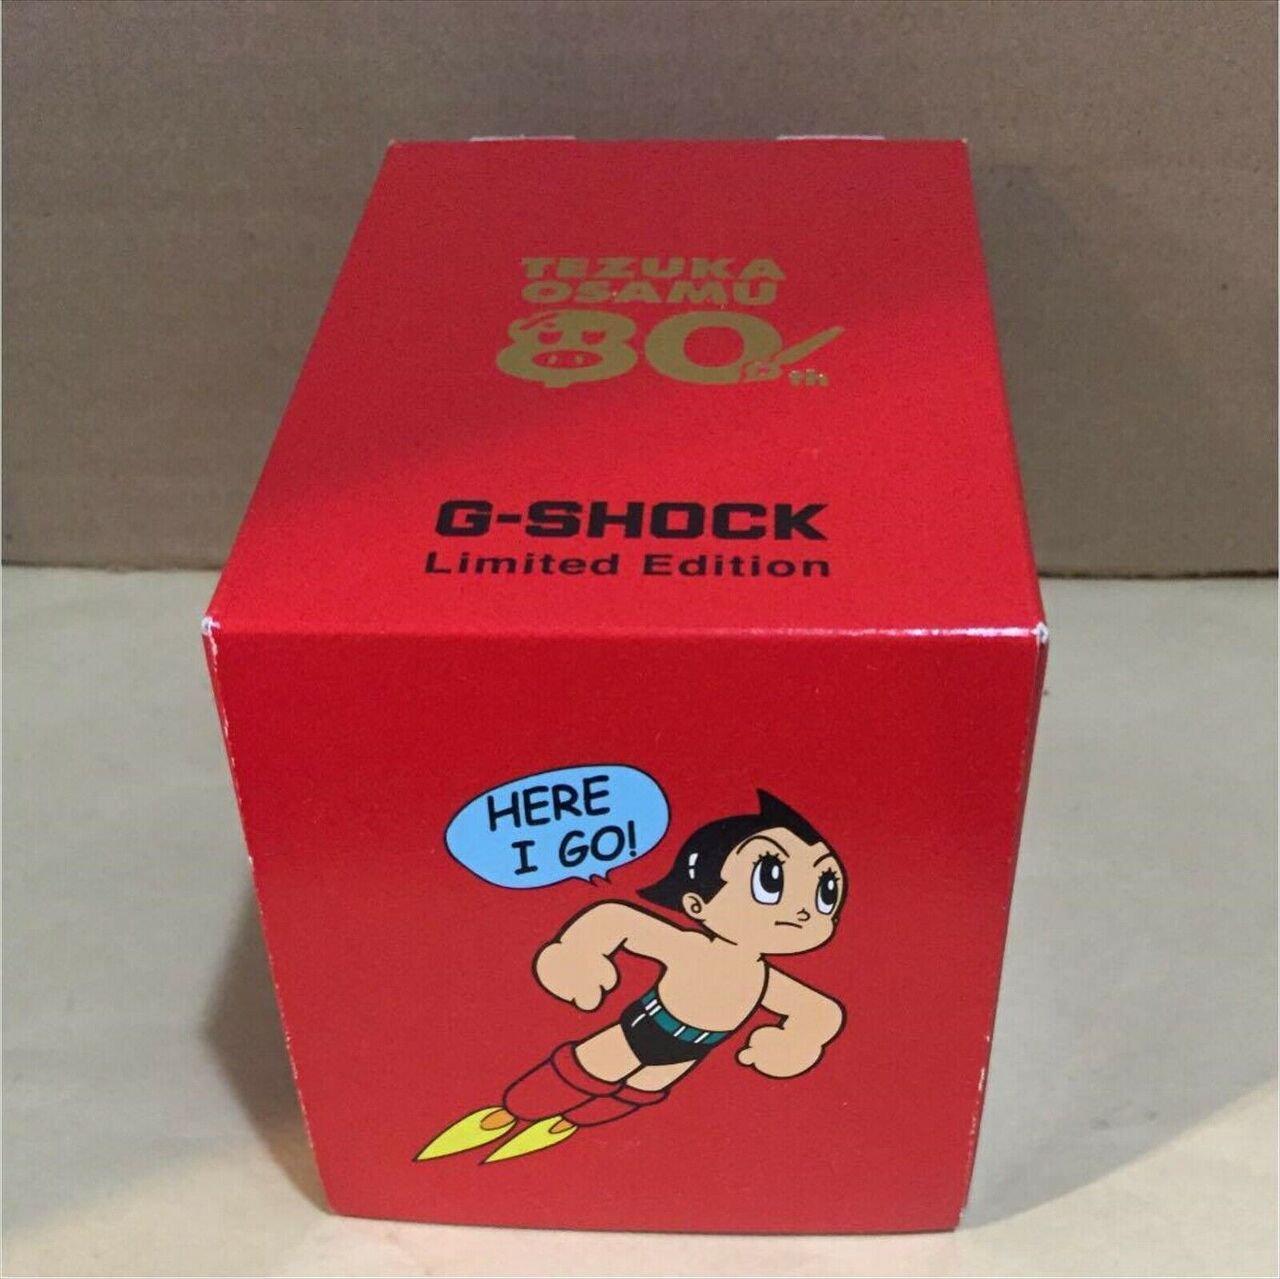 TEZUKA
OSAMU
80th
G-SHOCK
Limited Edition
HERE
I GO!